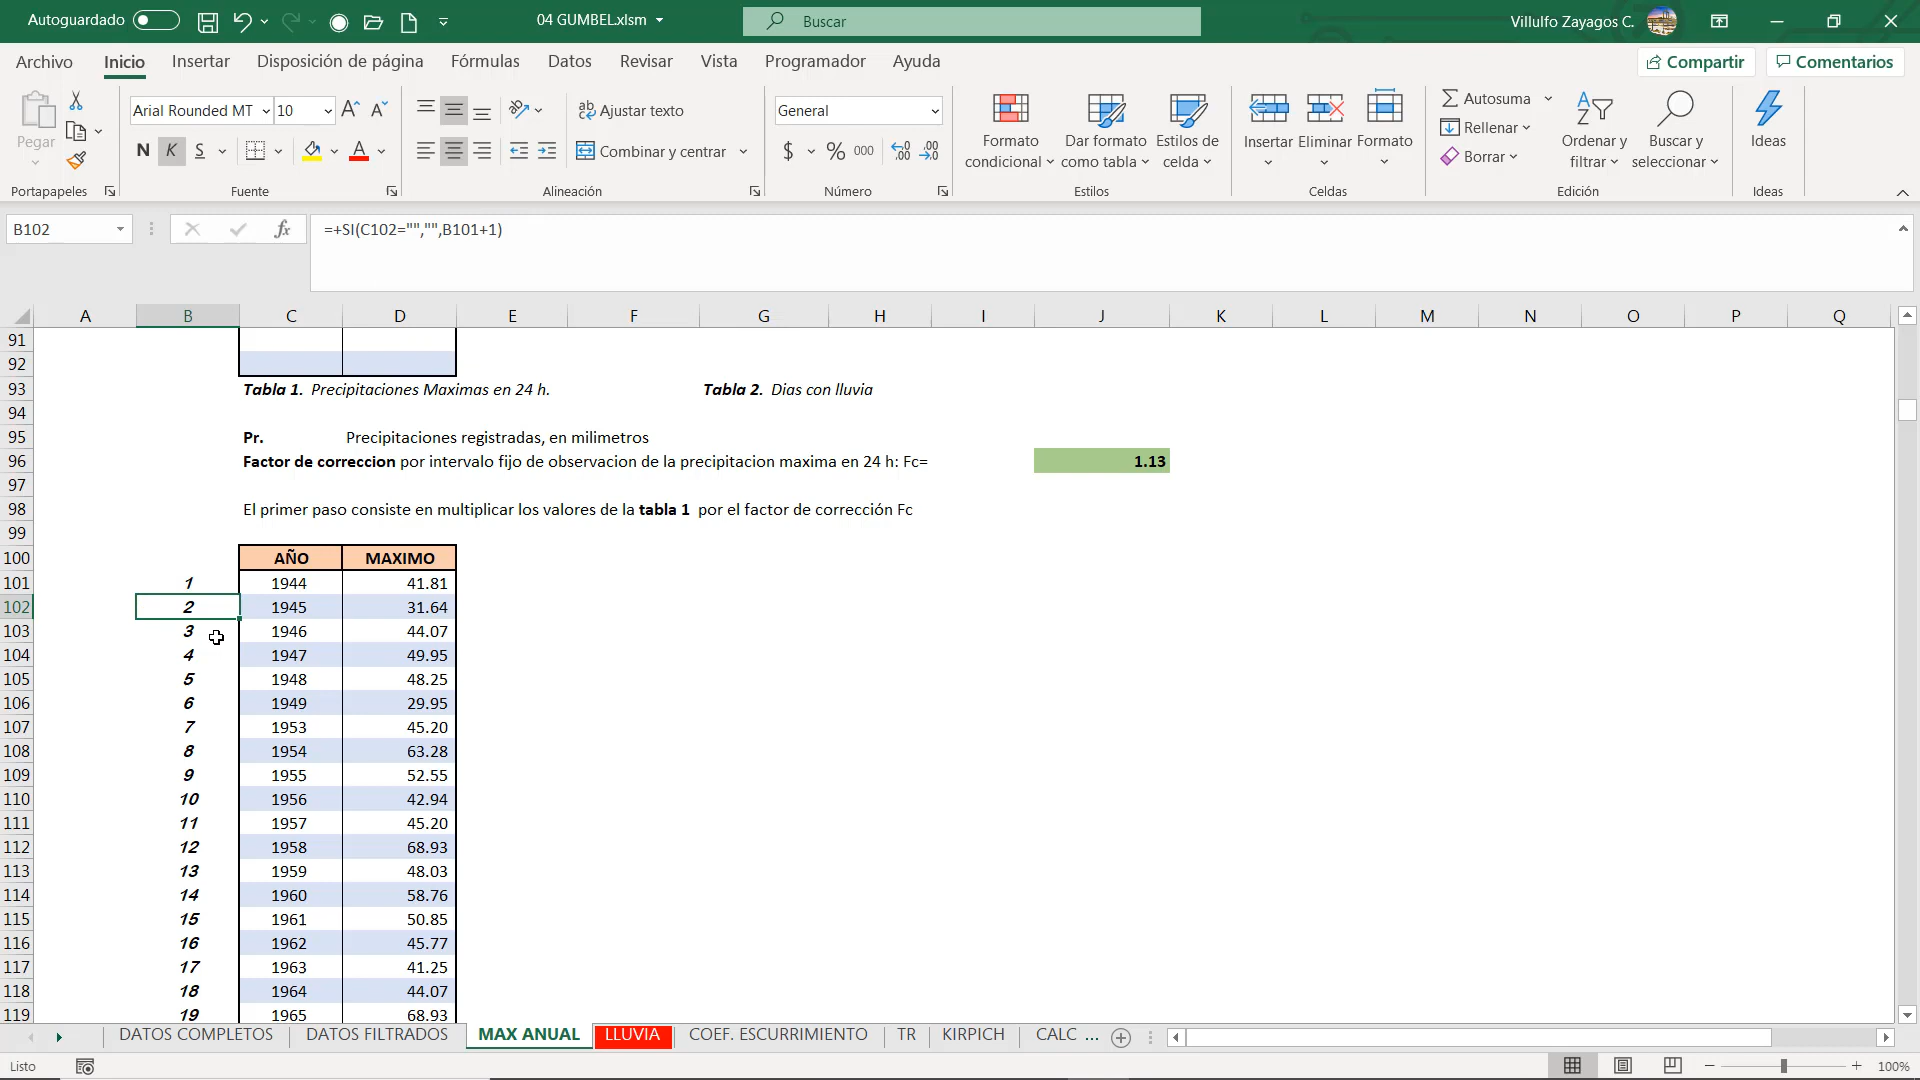 Autoguardado
04 GUMBEL.xlsm
Buscar
Villulfo Zayagos C.
Archivo Inicio Insertar Disposición de página Fórmulas Datos Revisar Vista Programador Ayuda
Compartir Comentarios
Pegar
Portapapeles
Arial Rounded MT 10
N K S
Fuente
Ajustar texto
Combinar y centrar
Alineación
General
$ % 000
Número
Formato condicional
Dar formato como tabla
Estilos de celda
Estilos
Insertar Eliminar Formato
Celdas
Autosuma
Rellenar
Borrar
Ordenar y filtrar
Buscar y seleccionar
Edición
Ideas
Ideas
B102 fx =+SI(C102="","",B101+1)
A B C D E F G H I J K L M N O P Q
91
92
93 Tabla 1. Precipitaciones Maximas en 24 h. Tabla 2. Dias con lluvia
94
95 Pr. Precipitaciones registradas, en milimetros
96 Factor de correccion por intervalo fijo de observacion de la precipitacion maxima en 24 h: Fc= 1.13
97
98 El primer paso consiste en multiplicar los valores de la tabla 1 por el factor de corrección Fc
99
100 AÑO MAXIMO
101 1 1944 41.81
102 2 1945 31.64
103 3 1946 44.07
104 4 1947 49.95
105 5 1948 48.25
106 6 1949 29.95
107 7 1953 45.20
108 8 1954 63.28
109 9 1955 52.55
110 10 1956 42.94
111 11 1957 45.20
112 12 1958 68.93
113 13 1959 48.03
114 14 1960 58.76
115 15 1961 50.85
116 16 1962 45.77
117 17 1963 41.25
118 18 1964 44.07
119 19 1965 68.93
DATOS COMPLETOS DATOS FILTRADOS MAX ANUAL LLUVIA COEF. ESCURRIMIENTO TR KIRPICH CALC ...
Listo
100%